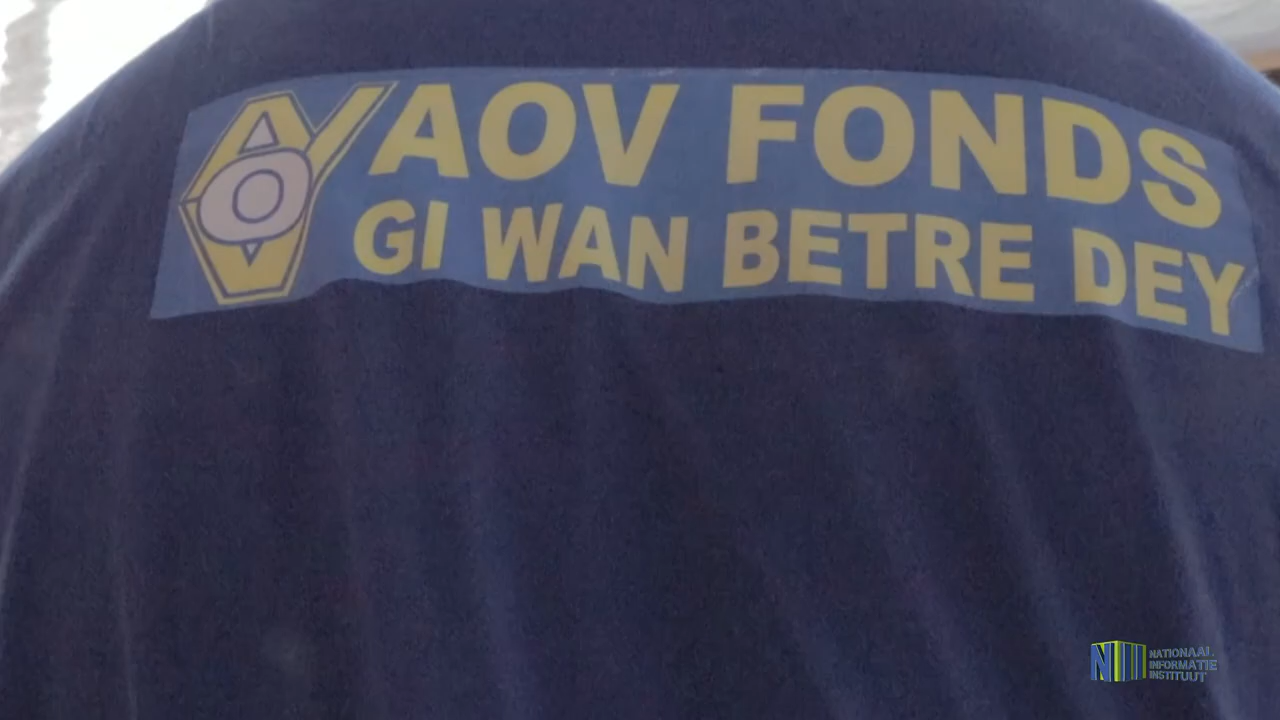 AOV FONDS
GI WAN BETRE DEY
NATIONAAL
INFORMATIE
INSTITUUT